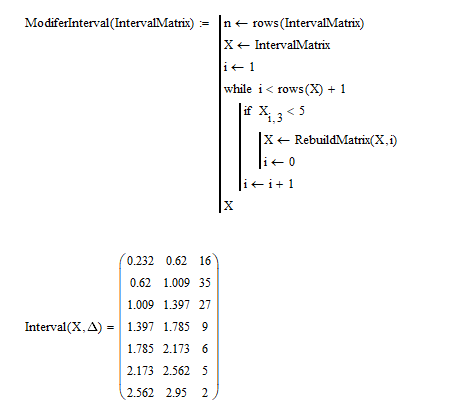 ModiferInterval(IntervalMatrix) := n ← rows(IntervalMatrix)
X ← IntervalMatrix
i ← 1
while i < rows(X) + 1
if X i,3 < 5
X ← RebuildMatrix(X,i)
i ← 0
i ← i + 1
X
Interval(X,Δ) =
0.232 0.62 16
0.62 1.009 35
1.009 1.397 27
1.397 1.785 9
1.785 2.173 6
2.173 2.562 5
2.562 2.95 2